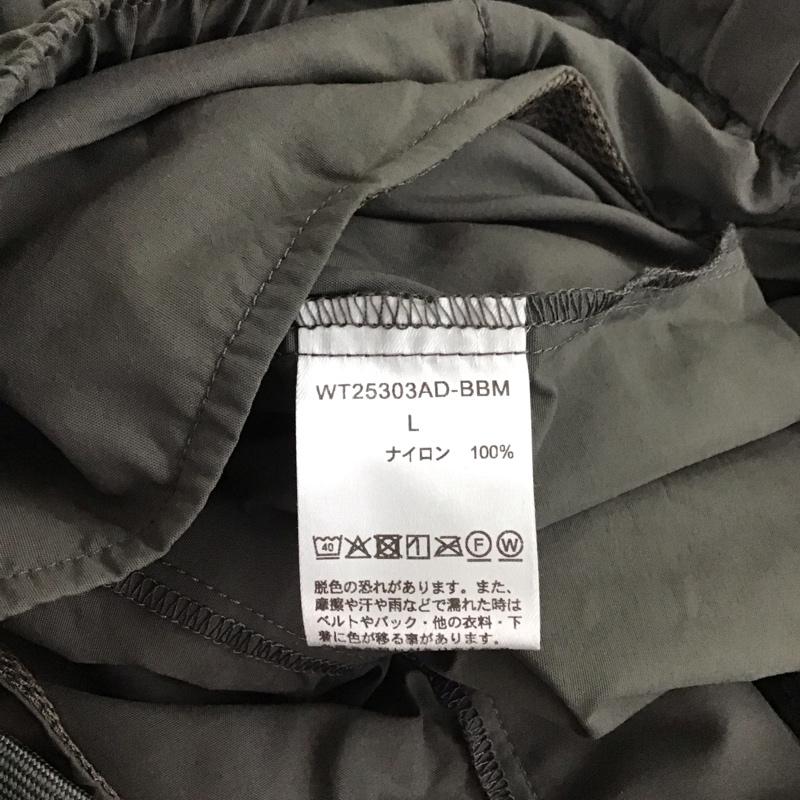 WT25303AD-BBM
L
ナイロン 100%
40 F W
脱色の恐れがあります。また、
摩擦や汗や雨などで濡れた時は
ベルトやバック・他の衣料・下
着に色が移る事があります。